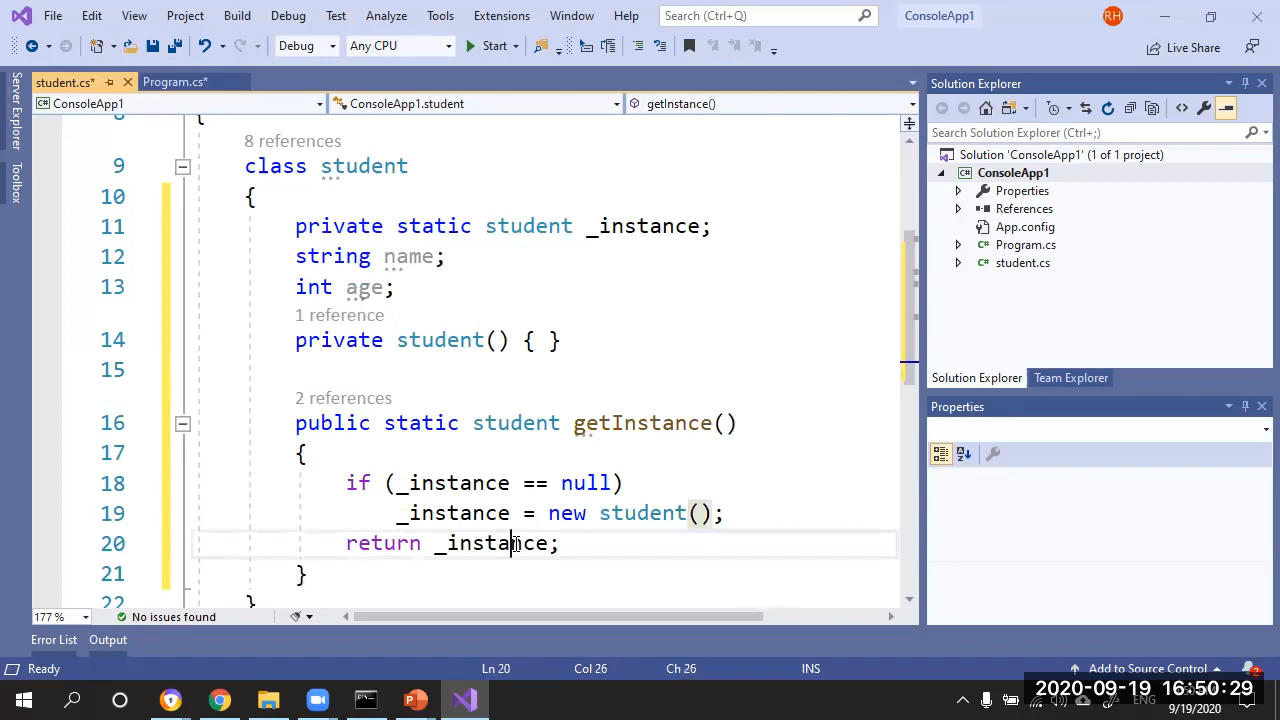 File Edit View Project Build Debug Test Analyze Tools Extensions Window Help Search (Ctrl+Q) ConsoleApp1 RH
Debug Any CPU Start Live Share
student.cs* Program.cs*
ConsoleApp1 ConsoleApp1.student getInstance()
Server Explorer
Toolbox
8 references
9 class student
10 {
11 private static student _instance;
12 string name;
13 int age;
1 reference
14 private student() { }
15
2 references
16 public static student getInstance()
17 {
18 if (_instance == null)
19 _instance = new student();
20 return _instance;
21 }
22 }
177 % No issues found
Solution Explorer
Search Solution Explorer (Ctrl+;)
Solution 'ConsoleApp1' (1 of 1 project)
ConsoleApp1
Properties
References
App.config
Program.cs
student.cs
Solution Explorer Team Explorer
Properties
Error List Output
Ready Ln 20 Col 26 Ch 26 INS Add to Source Control 2
2020-09-19 16:50:29
ENG
9/19/2020